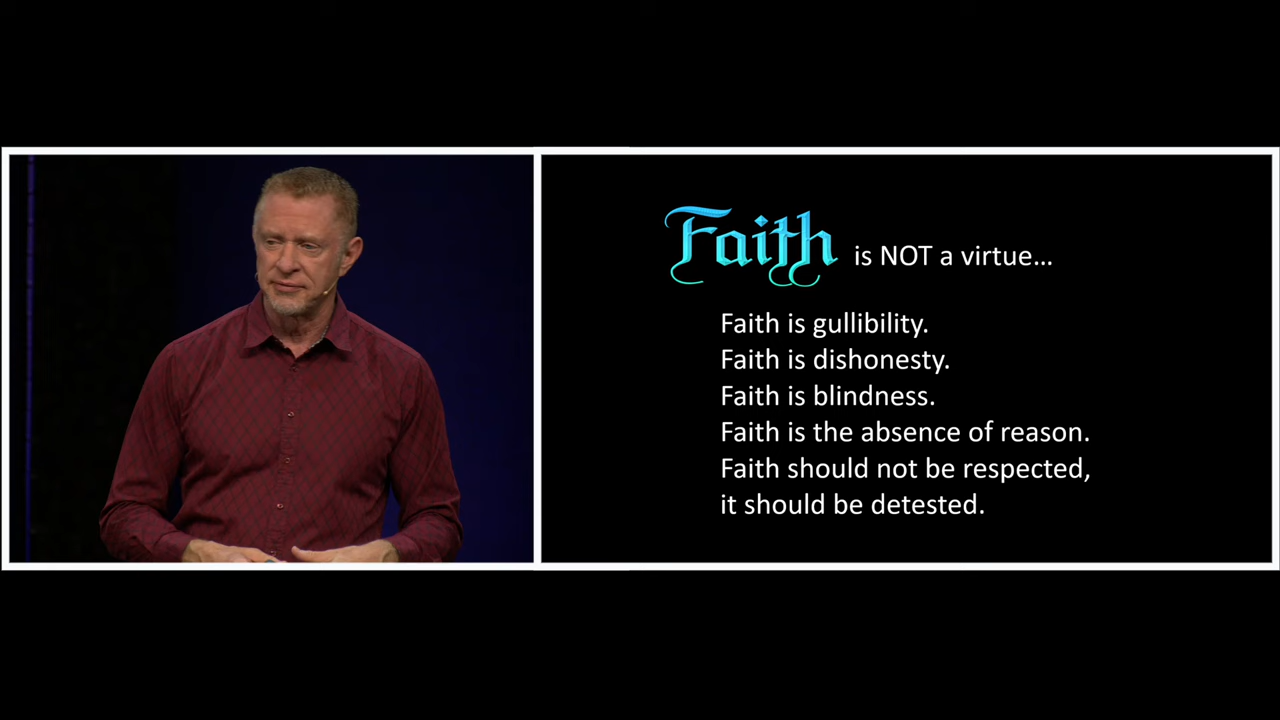 Faith is NOT a virtue...
Faith is gullibility.
Faith is dishonesty.
Faith is blindness.
Faith is the absence of reason.
Faith should not be respected,
it should be detested.